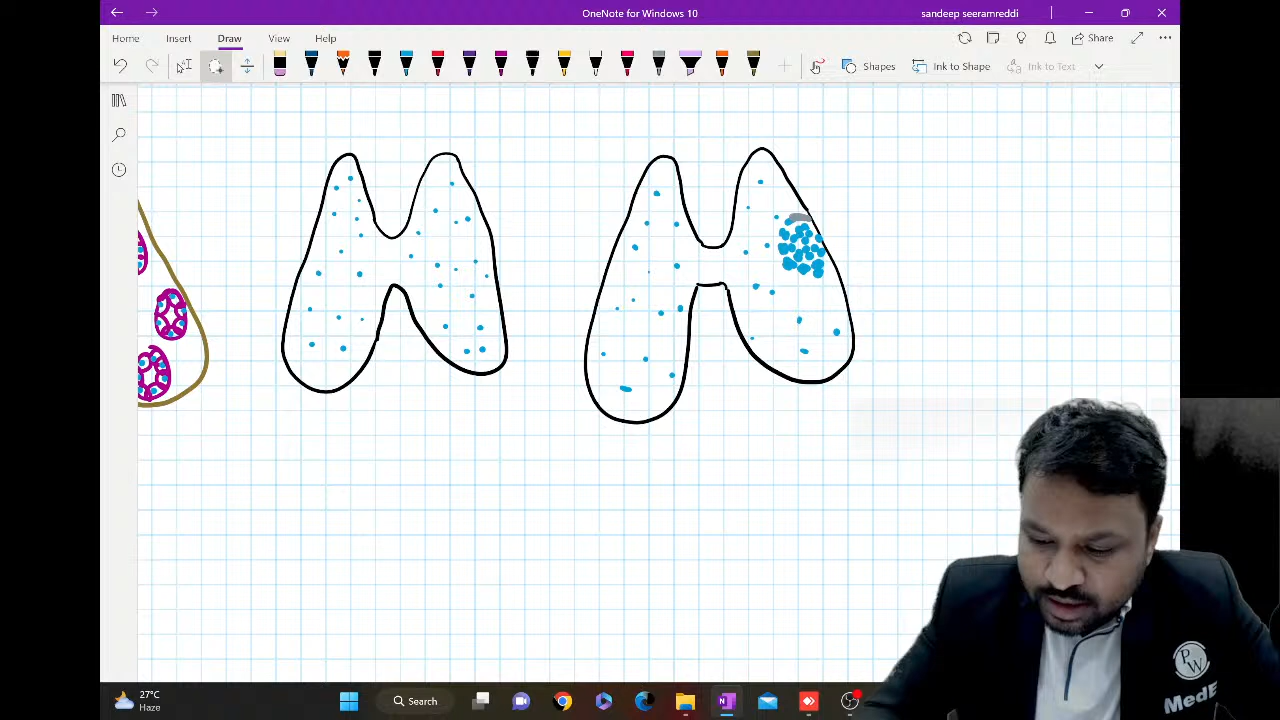 OneNote for Windows 10
sandeep seeramreddi
Home Insert Draw View Help
Share
Shapes
Ink to Shape
Ink to Text
PW
MedE
27°C
Haze
Search